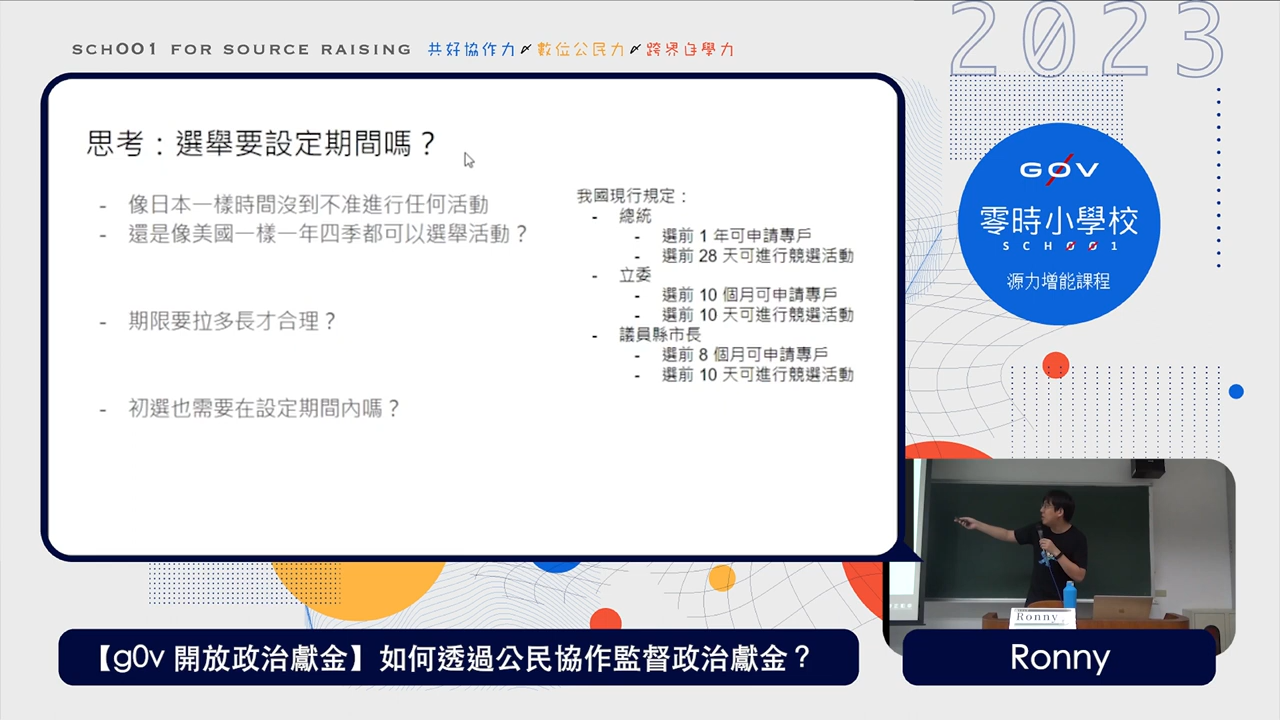 SCH001 FOR SOURCE RAISING 共好協作力 數位公民力 跨界自學力
2023
思考：選舉要設定期間嗎？
- 像日本一樣時間沒到不准進行任何活動
- 還是像美國一樣一年四季都可以選舉活動？
- 期限要拉多長才合理？
- 初選也需要在設定期間內嗎？
我國現行規定：
- 總統
- 選前 1 年可申請專戶
- 選前 28 天可進行競選活動
- 立委
- 選前 10 個月可申請專戶
- 選前 10 天可進行競選活動
- 議員縣市長
- 選前 8 個月可申請專戶
- 選前 10 天可進行競選活動
G0V
零時小學校
SCH001
源力增能課程
Ronny
【g0v 開放政治獻金】如何透過公民協作監督政治獻金？
Ronny